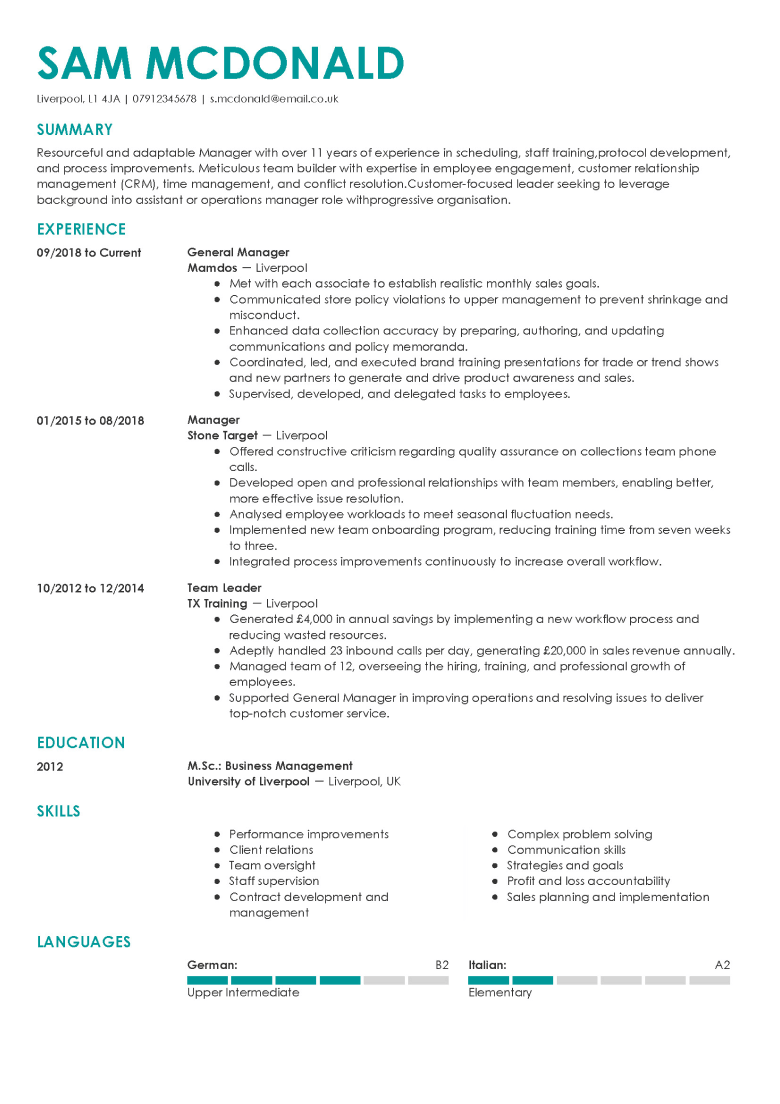 SAM MCDONALD
Liverpool, L1 4JA | 07912345678 | s.mcdonald@email.co.uk
SUMMARY
Resourceful and adaptable Manager with over 11 years of experience in scheduling, staff training,protocol development,
and process improvements. Meticulous team builder with expertise in employee engagement, customer relationship
management (CRM), time management, and conflict resolution.Customer-focused leader seeking to leverage
background into assistant or operations manager role withprogressive organisation.
EXPERIENCE
09/2018 to Current
General Manager
Mamdos — Liverpool
● Met with each associate to establish realistic monthly sales goals.
● Communicated store policy violations to upper management to prevent shrinkage and
misconduct.
● Enhanced data collection accuracy by preparing, authoring, and updating
communications and policy memoranda.
● Coordinated, led, and executed brand training presentations for trade or trend shows
and new partners to generate and drive product awareness and sales.
● Supervised, developed, and delegated tasks to employees.
01/2015 to 08/2018
Manager
Stone Target — Liverpool
● Offered constructive criticism regarding quality assurance on collections team phone
calls.
● Developed open and professional relationships with team members, enabling better,
more effective issue resolution.
● Analysed employee workloads to meet seasonal fluctuation needs.
● Implemented new team onboarding program, reducing training time from seven weeks
to three.
● Integrated process improvements continuously to increase overall workflow.
10/2012 to 12/2014
Team Leader
TX Training — Liverpool
● Generated £4,000 in annual savings by implementing a new workflow process and
reducing wasted resources.
● Adeptly handled 23 inbound calls per day, generating £20,000 in sales revenue annually.
● Managed team of 12, overseeing the hiring, training, and professional growth of
employees.
● Supported General Manager in improving operations and resolving issues to deliver
top-notch customer service.
EDUCATION
2012
M.Sc.: Business Management
University of Liverpool — Liverpool, UK
SKILLS
● Performance improvements
● Client relations
● Team oversight
● Staff supervision
● Contract development and
management
● Complex problem solving
● Communication skills
● Strategies and goals
● Profit and loss accountability
● Sales planning and implementation
LANGUAGES
German: B2
Upper Intermediate
Italian: A2
Elementary